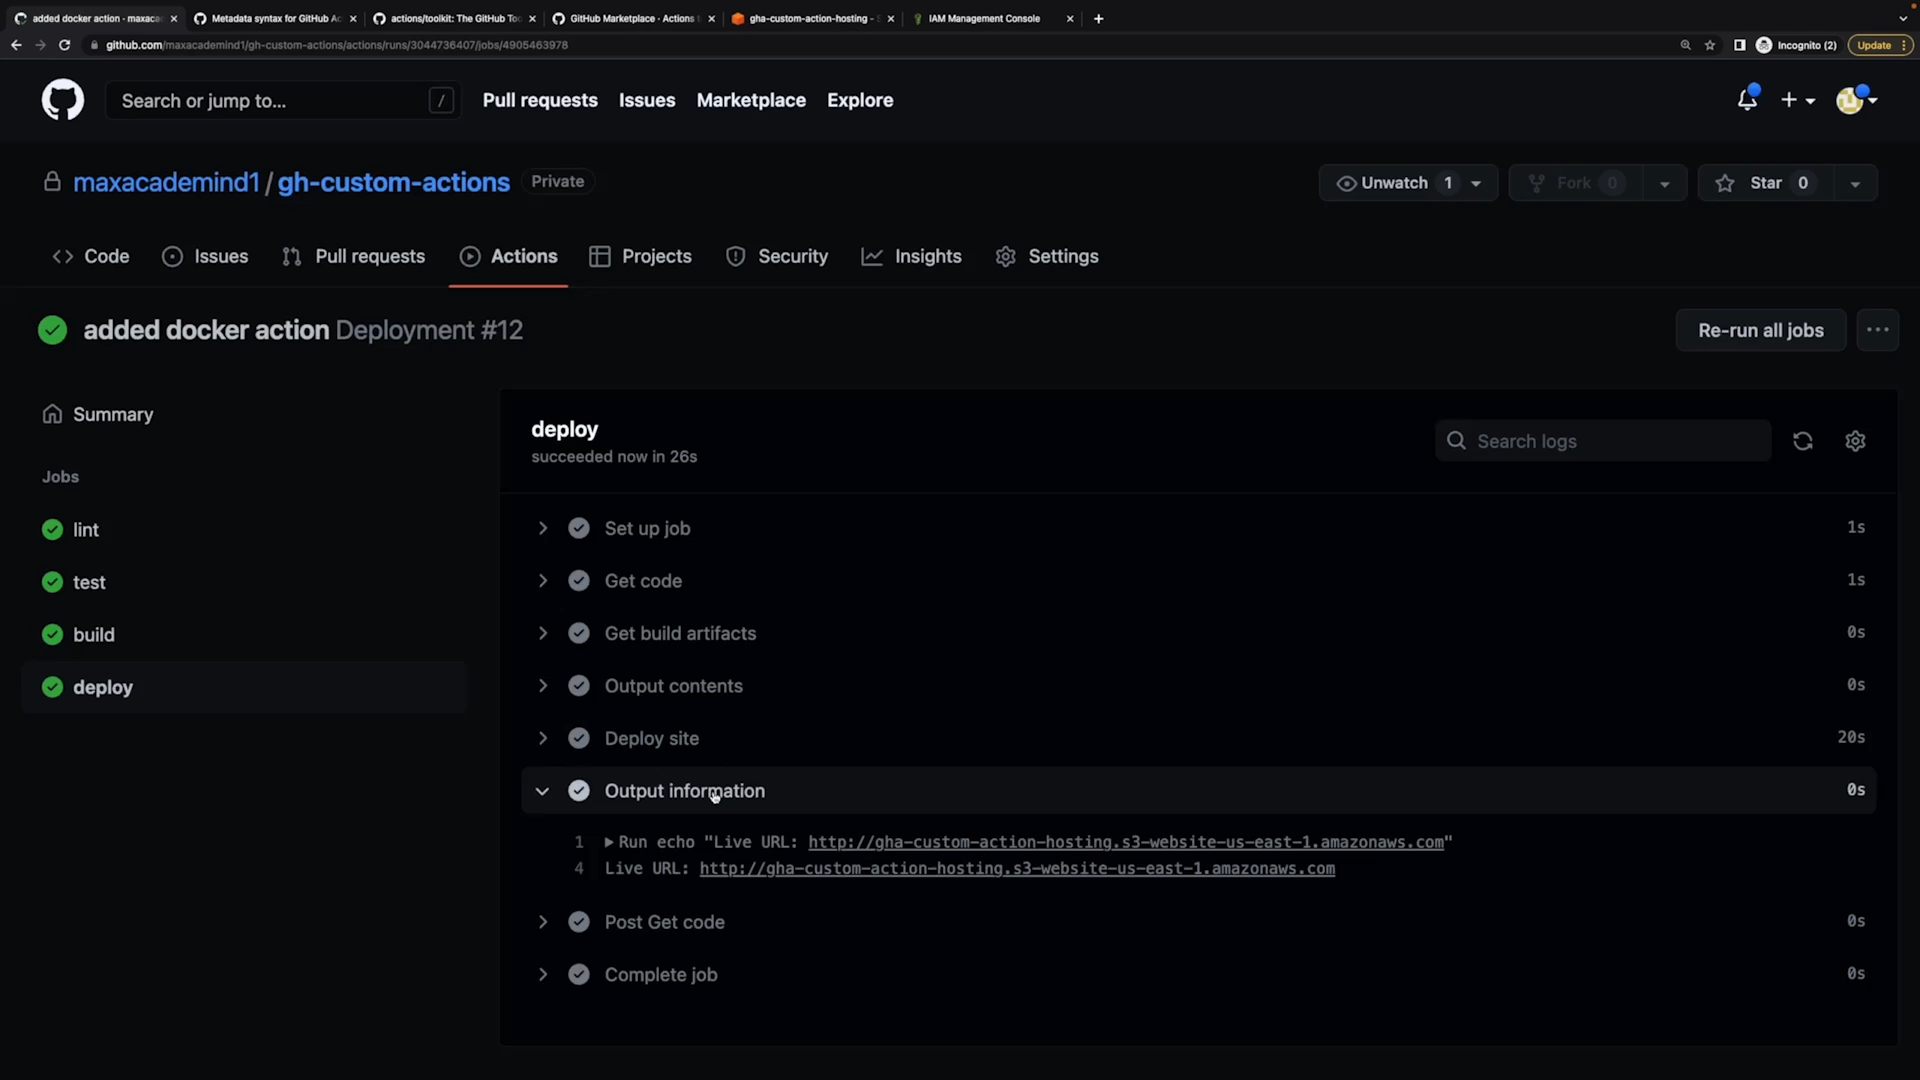 added docker action - maxaca
Metadata syntax for GitHub Ac
actions/toolkit: The GitHub Too
GitHub Marketplace · Actions t
gha-custom-action-hosting - S
IAM Management Console
github.com/maxacademind1/gh-custom-actions/actions/runs/3044736407/jobs/4905463978
Incognito (2)
Update
Search or jump to...
/
Pull requests
Issues
Marketplace
Explore
maxacademind1 / gh-custom-actions
Private
Unwatch 1
Fork 0
Star 0
Code
Issues
Pull requests
Actions
Projects
Security
Insights
Settings
added docker action Deployment #12
Re-run all jobs
Summary
Jobs
lint
test
build
deploy
deploy
succeeded now in 26s
Search logs
Set up job 1s
Get code 1s
Get build artifacts 0s
Output contents 0s
Deploy site 20s
Output information 0s
1 Run echo "Live URL: http://gha-custom-action-hosting.s3-website-us-east-1.amazonaws.com"
4 Live URL: http://gha-custom-action-hosting.s3-website-us-east-1.amazonaws.com
Post Get code 0s
Complete job 0s